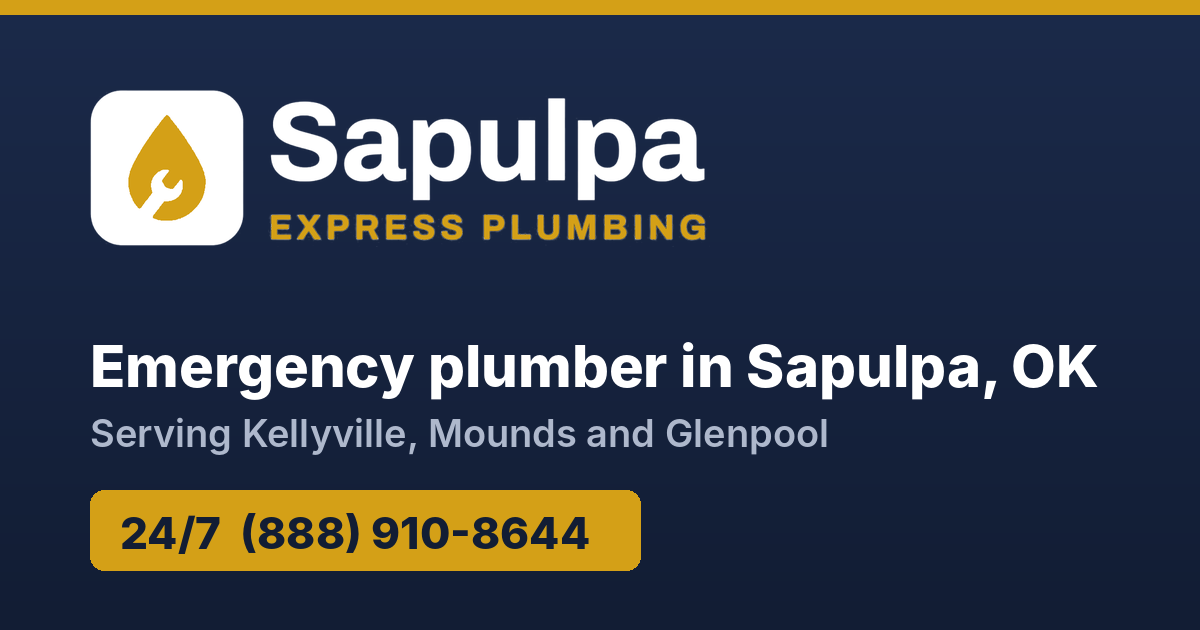 Sapulpa
EXPRESS PLUMBING
Emergency plumber in Sapulpa, OK
Serving Kellyville, Mounds and Glenpool
24/7 (888) 910-8644